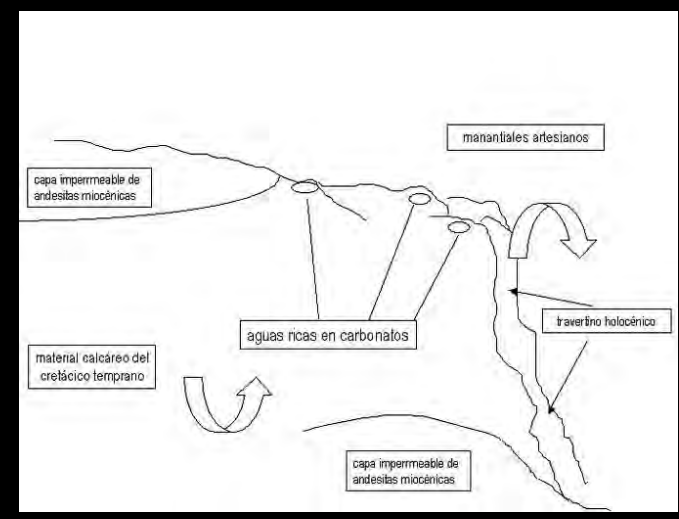 manantiales artesianos
capa imperrmeable de
andesitas miocénicas
travertino holocénico
aguas ricas en carbonatos
material calcáreo del
cretácico temprano
capa imperrmeable de
andesitas miocénicas